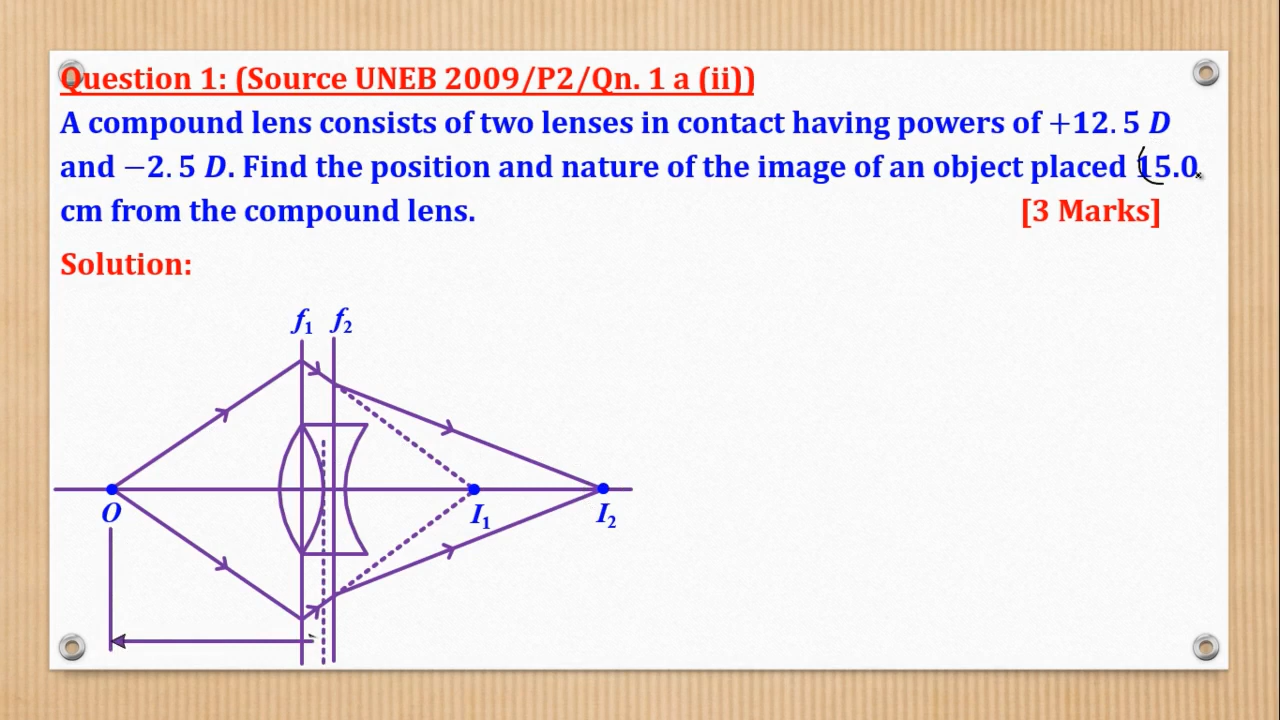 Question 1: (Source UNEB 2009/P2/Qn. 1 a (ii))
A compound lens consists of two lenses in contact having powers of +12.5 D
and −2.5 D. Find the position and nature of the image of an object placed 15.0
cm from the compound lens. [3 Marks]
Solution:
f₁ f₂
O I₁ I₂